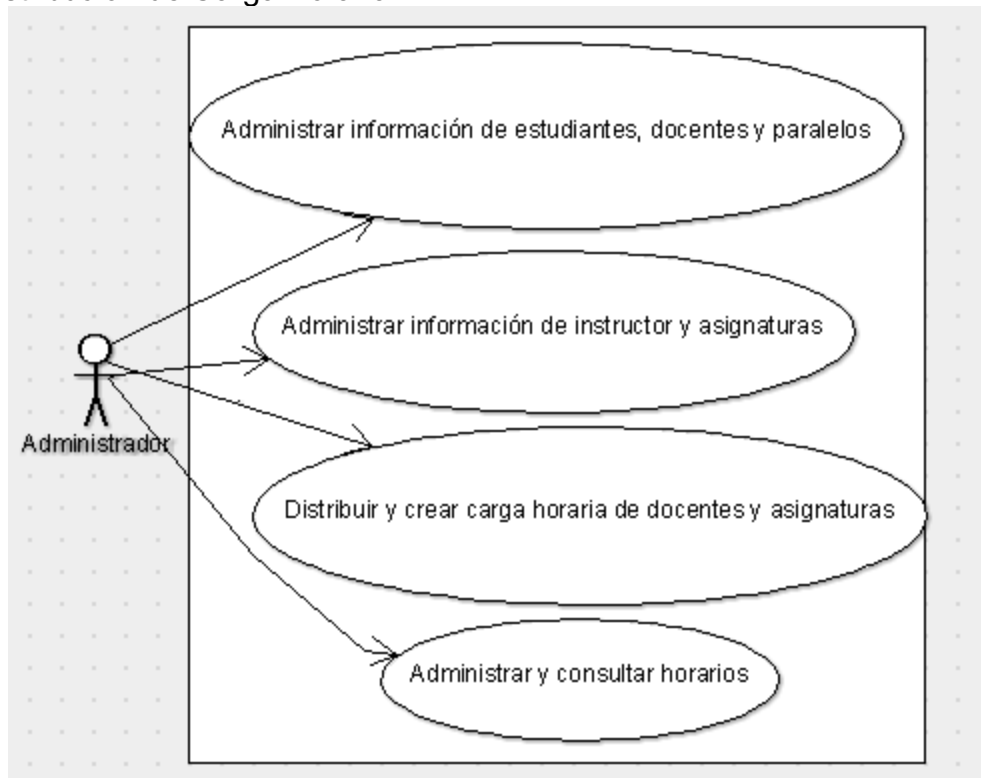 Administrar información de estudiantes, docentes y paralelos
Administrar información de instructor y asignaturas
Administrador
Distribuir y crear carga horaria de docentes y asignaturas
Administrar y consultar horarios